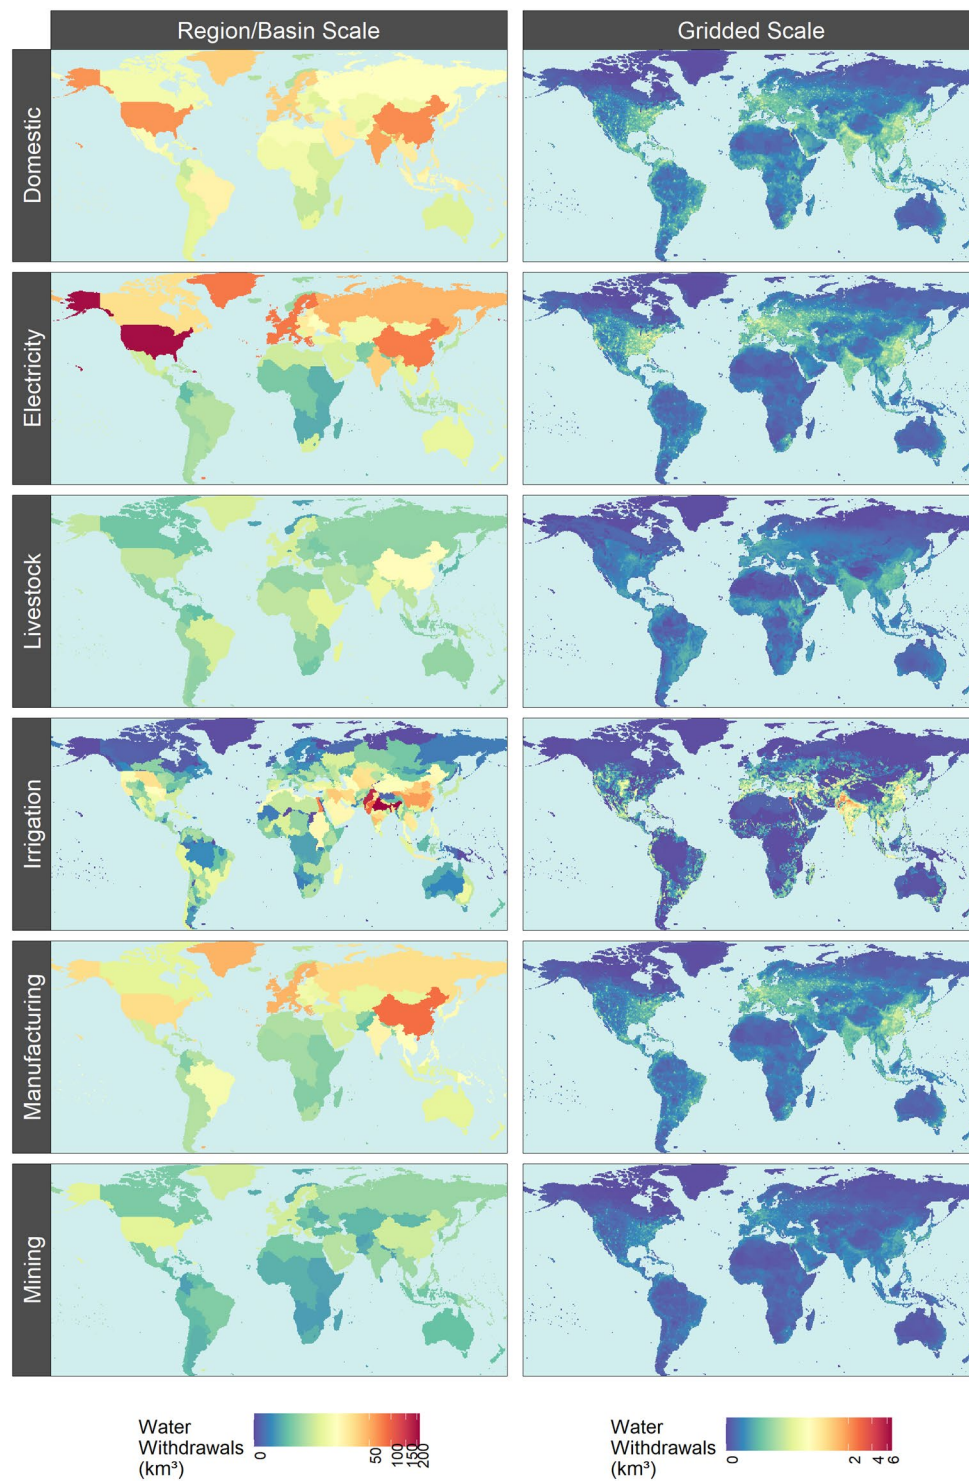 Region/Basin Scale
Gridded Scale
Domestic
Electricity
Livestock
Irrigation
Manufacturing
Mining
Water
Withdrawals
(km³)
0
50
100
150
200
Water
Withdrawals
(km³)
0
2
4
6